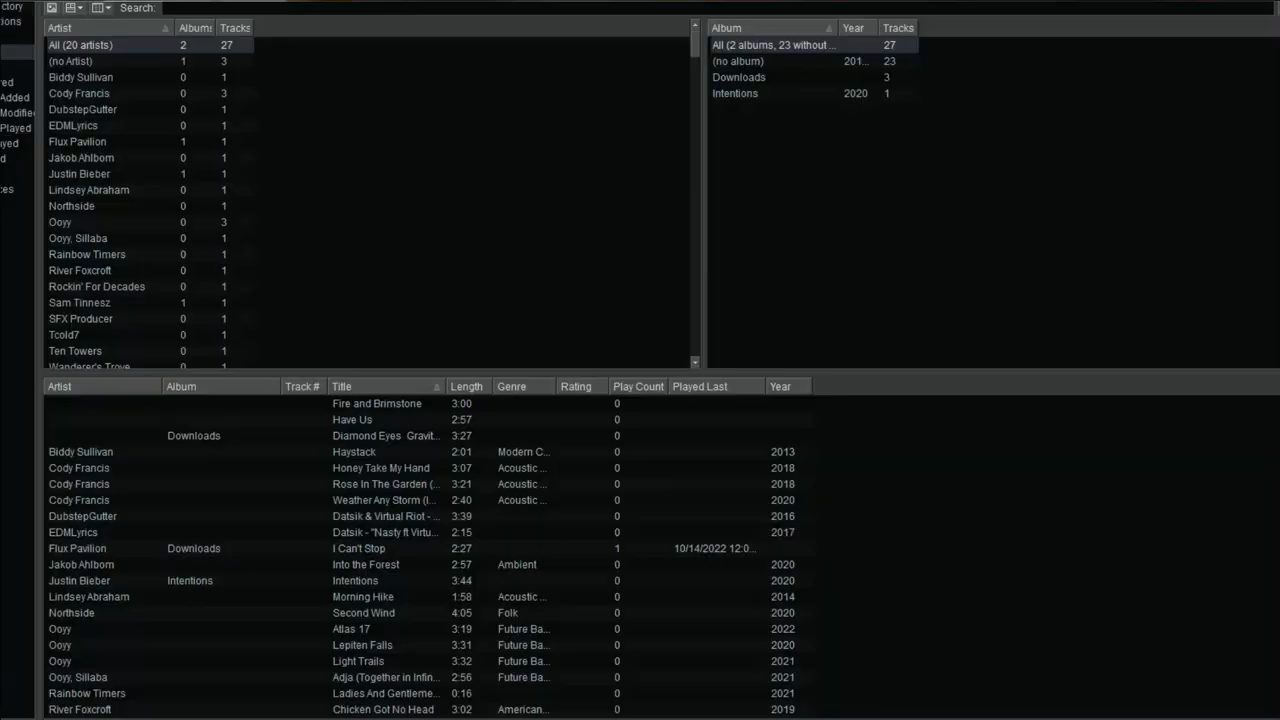 ctory
ions
Search:
red
Added
Modifie
Played
ayed
d
ces
Artist Albums Tracks
All (20 artists) 2 27
(no Artist) 1 3
Biddy Sullivan 0 1
Cody Francis 0 3
DubstepGutter 0 1
EDMLyrics 0 1
Flux Pavilion 1 1
Jakob Ahlbom 0 1
Justin Bieber 1 1
Lindsey Abraham 0 1
Northside 0 1
Ooyy 0 3
Ooyy, Sillaba 0 1
Rainbow Timers 0 1
River Foxcroft 0 1
Rockin' For Decades 0 1
Sam Tinnesz 1 1
SFX Producer 0 1
Tcold7 0 1
Ten Towers 0 1
Wanderer's Trove
Album Year Tracks
All (2 albums, 23 without ... 27
(no album) 201... 23
Downloads 3
Intentions 2020 1
Artist Album Track # Title Length Genre Rating Play Count Played Last Year
Fire and Brimstone 3:00 0
Have Us 2:57 0
Downloads Diamond Eyes Gravit... 3:27 0
Biddy Sullivan Haystack 2:01 Modern C... 0 2013
Cody Francis Honey Take My Hand 3:07 Acoustic ... 0 2018
Cody Francis Rose In The Garden (... 3:21 Acoustic ... 0 2018
Cody Francis Weather Any Storm (I... 2:40 Acoustic ... 0 2020
DubstepGutter Datsik & Virtual Riot - ... 3:39 0 2016
EDMLyrics Datsik - "Nasty ft Virtu... 2:15 0 2017
Flux Pavilion Downloads I Can't Stop 2:27 1 10/14/2022 12:0...
Jakob Ahlbom Into the Forest 2:57 Ambient 0 2020
Justin Bieber Intentions Intentions 3:44 0 2020
Lindsey Abraham Morning Hike 1:58 Acoustic ... 0 2014
Northside Second Wind 4:05 Folk 0 2020
Ooyy Atlas 17 3:19 Future Ba... 0 2022
Ooyy Lepiten Falls 3:31 Future Ba... 0 2020
Ooyy Light Trails 3:32 Future Ba... 0 2021
Ooyy, Sillaba Adja (Together in Infin... 2:56 Future Ba... 0 2021
Rainbow Timers Ladies And Gentleme... 0:16 0 2021
River Foxcroft Chicken Got No Head 3:02 American... 0 2019